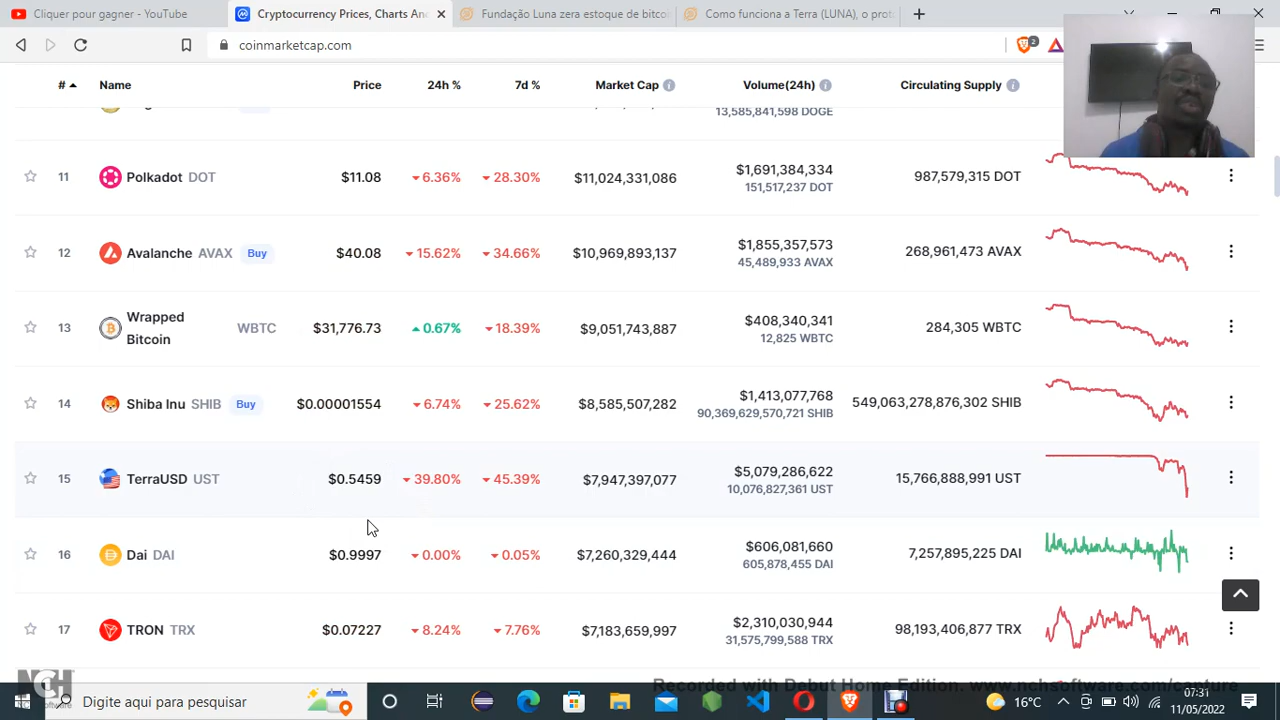 Cliquer pour gagner - YouTube
Cryptocurrency Prices, Charts And
Fundação Luna zera estoque de bitco
Como funciona a Terra (LUNA), o prot
coinmarketcap.com
2
# Name Price 24h % 7d % Market Cap Volume(24h) Circulating Supply
13,585,841,598 DOGE
11 Polkadot DOT $11.08 6.36% 28.30% $11,024,331,086 $1,691,384,334 987,579,315 DOT
151,517,237 DOT
12 Avalanche AVAX Buy $40.08 15.62% 34.66% $10,969,893,137 $1,855,357,573 268,961,473 AVAX
45,489,933 AVAX
13 Wrapped Bitcoin WBTC $31,776.73 0.67% 18.39% $9,051,743,887 $408,340,341 284,305 WBTC
12,825 WBTC
14 Shiba Inu SHIB Buy $0.00001554 6.74% 25.62% $8,585,507,282 $1,413,077,768 549,063,278,876,302 SHIB
90,369,629,570,721 SHIB
15 TerraUSD UST $0.5459 39.80% 45.39% $7,947,397,077 $5,079,286,622 15,766,888,991 UST
10,076,827,361 UST
16 Dai DAI $0.9997 0.00% 0.05% $7,260,329,444 $606,081,660 7,257,895,225 DAI
605,878,455 DAI
17 TRON TRX $0.07227 8.24% 7.76% $7,183,659,997 $2,310,030,944 98,193,406,877 TRX
31,575,799,588 TRX
NCH
Recorded with Debut Home Edition. www.nchsoftware.com/capture
Digite aqui para pesquisar
16°C
07:31
11/05/2022